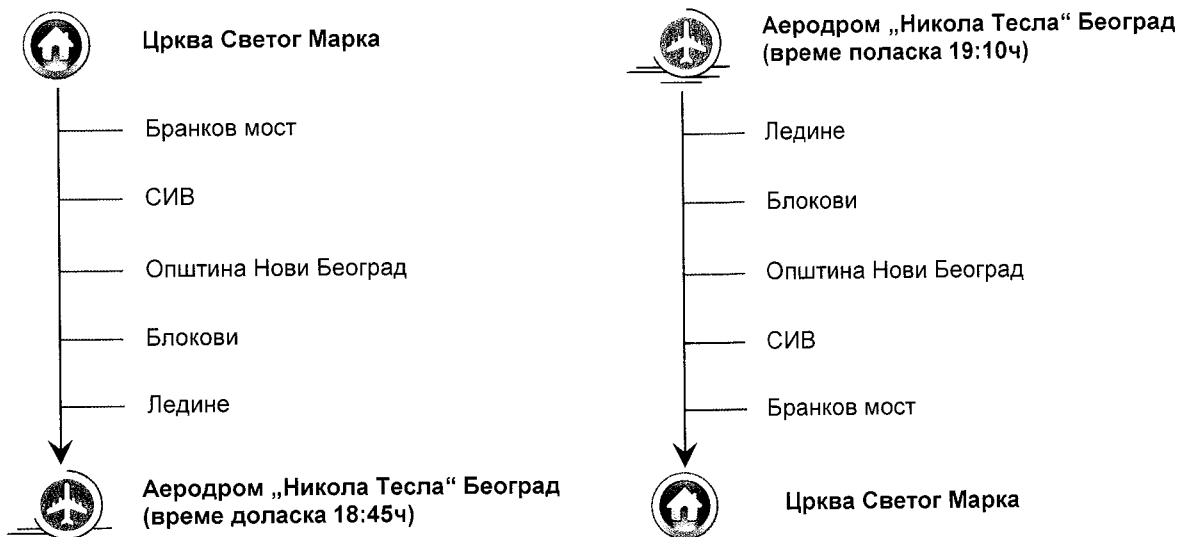 Црква Светог Марка
Бранков мост
СИВ
Општина Нови Београд
Блокови
Ледине
Аеродром „Никола Тесла“ Београд
(време доласка 18:45ч)
Аеродром „Никола Тесла“ Београд
(време поласка 19:10ч)
Ледине
Блокови
Општина Нови Београд
СИВ
Бранков мост
Црква Светог Марка